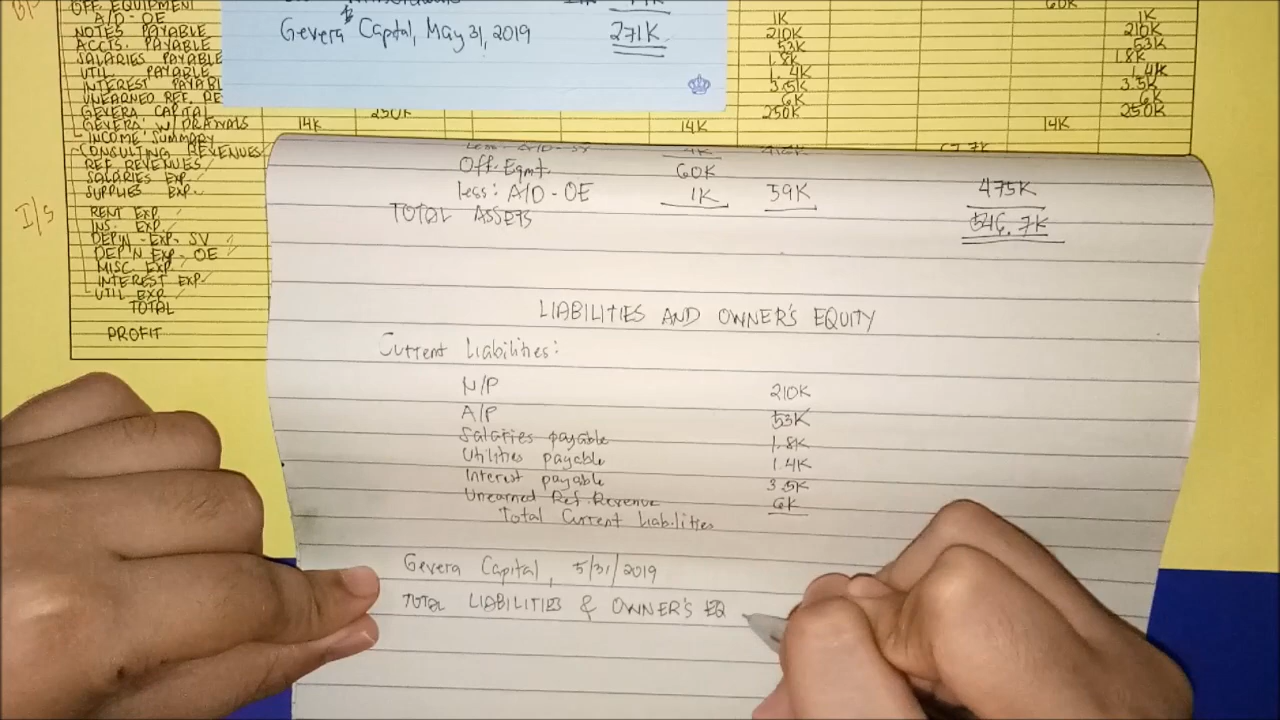 OFF. EQUIPMENT 60K
A/D-OE 1K 1K
NOTES PAYABLE 210K 210K
ACCTS. PAYABLE 53K 53K
SALARIES PAYABLE 1.8K 1.8K
UTIL. PAYABLE 1.4K 1.4K
INTEREST PAYABL 3.5K 3.5K
UNEARNED REF. RE 6K 6K
GEVERA CAPITAL 250K 250K 250K
GEVERA WITHDRAWALS 14K 14K 14K
INCOME SUMMARY
CONSULTING REVENUES
REF. REVENUES
SALARIES EXP.
SUPPLIES EXP.
I/S
RENT EXP.
INS. EXP.
DEP'N EXP. SV
DEP'N EXP. OE
MISC. EXP.
INTEREST EXP.
UTIL. EXP.
TOTAL
PROFIT
Gevera Capital, May 31, 2019 271K
Off. Eqmt. 60K
less: A/D - OE 1K 59K 475K
TOTAL ASSETS 546.7K
LIABILITIES AND OWNER'S EQUITY
Current Liabilities:
N/P 210K
A/P 53K
Salaries payable 1.8K
Utilities payable 1.4K
Interest payable 3.5K
Unearned Ref. Revenue 6K
Total Current Liabilities
Gevera Capital, 5/31/2019
TOTAL LIABILITIES & OWNER'S EQ